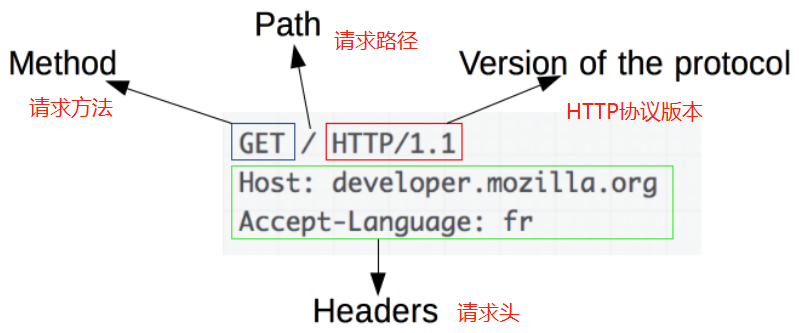 Path
请求路径
Method
请求方法
Version of the protocol
HTTP协议版本
GET / HTTP/1.1
Host: developer.mozilla.org
Accept-Language: fr
Headers
请求头